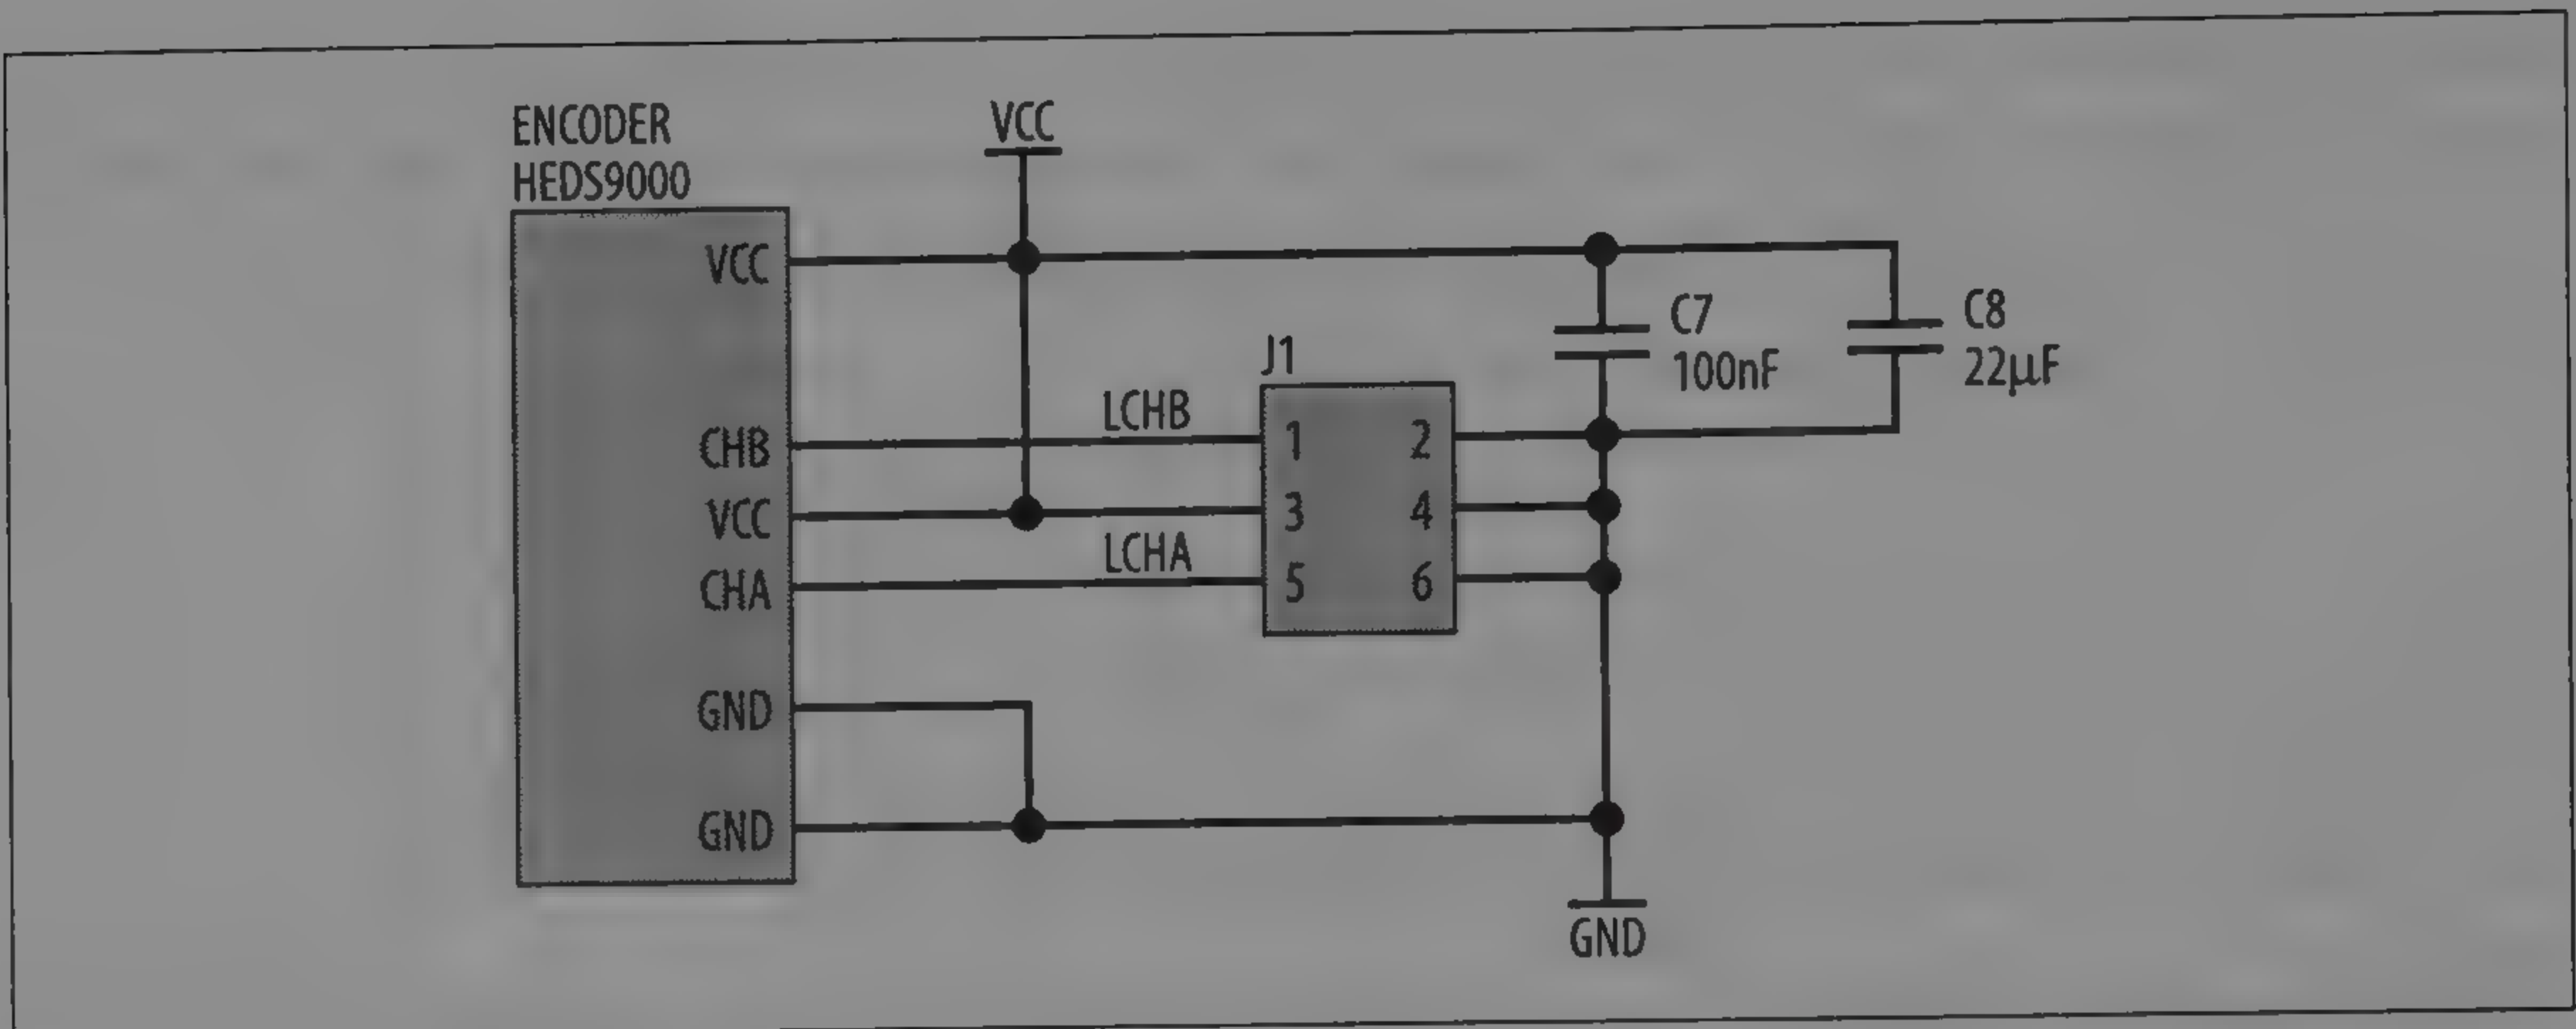 ENCODER
HEDS9000
VCC
VCC
CHB
VCC
CHA
GND
GND
LCHB
LCHA
J1
1 2
3 4
5 6
C7
100nF
C8
22µF
GND